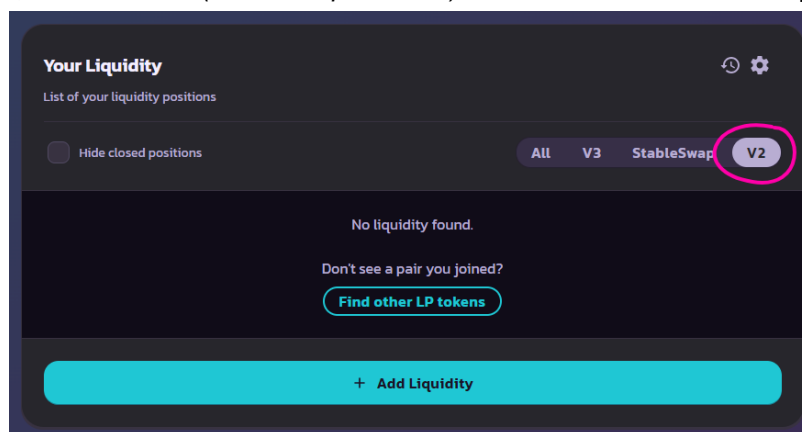 Your Liquidity
List of your liquidity positions
Hide closed positions
All V3 StableSwap V2
No liquidity found.
Don't see a pair you joined?
Find other LP tokens
+ Add Liquidity